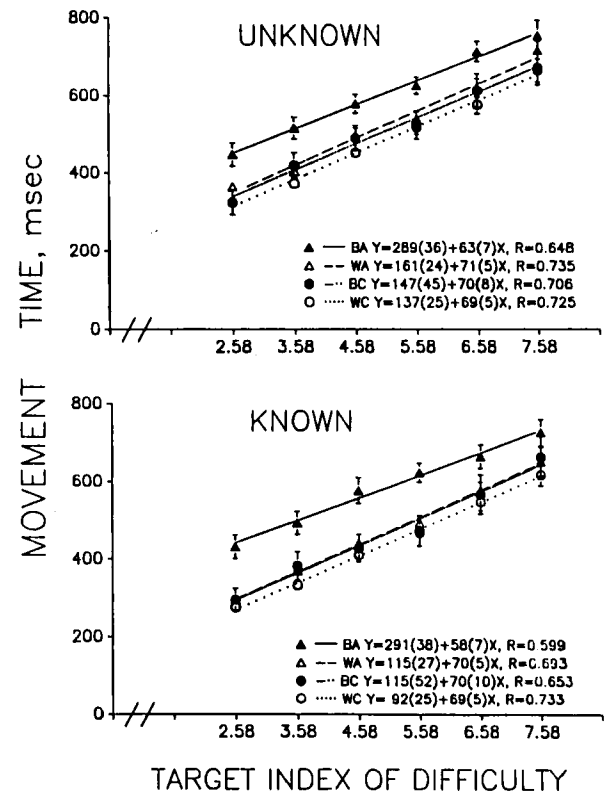 800
UNKNOWN
600
400
200
0
BA Y=289(36)+63(7)X, R=0.648
WA Y=161(24)+71(5)X, R=0.735
BC Y=147(45)+70(8)X, R=0.706
WC Y=137(25)+69(5)X, R=0.725
2.58 3.58 4.58 5.58 6.58 7.58
MOVEMENT TIME, msec
800
KNOWN
600
400
200
0
BA Y=291(38)+58(7)X, R=0.599
WA Y=115(27)+70(5)X, R=0.693
BC Y=115(52)+70(10)X, R=0.653
WC Y= 92(25)+69(5)X, R=0.733
2.58 3.58 4.58 5.58 6.58 7.58
TARGET INDEX OF DIFFICULTY